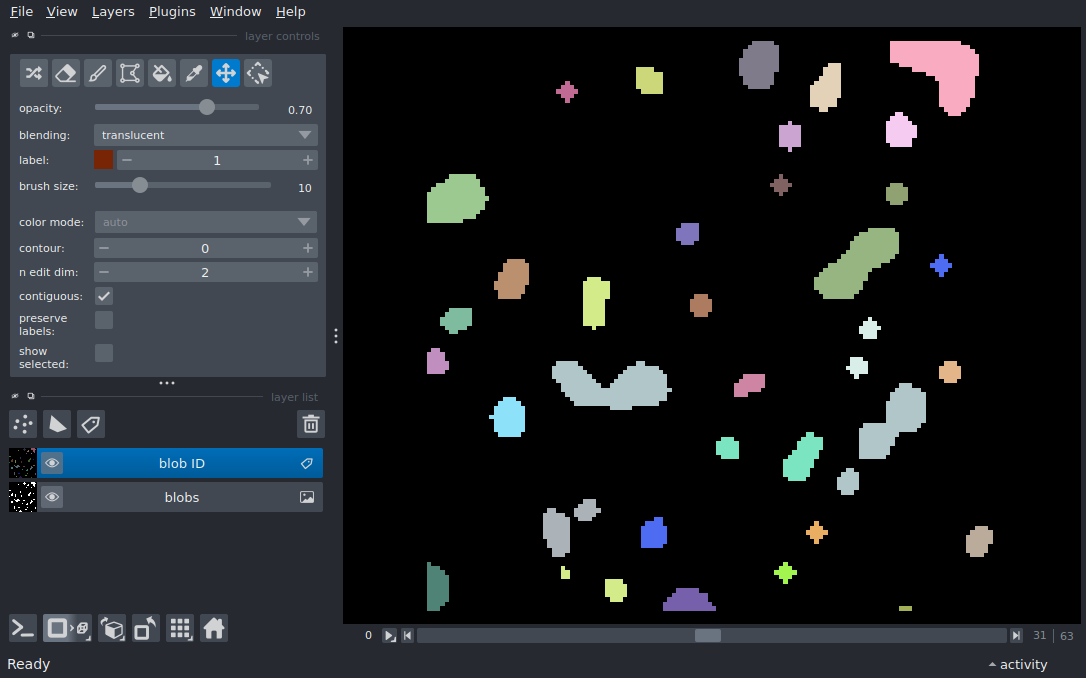 File View Layers Plugins Window Help
layer controls
opacity: 0.70
blending: translucent
label: 1
brush size: 10
color mode: auto
contour: 0
n edit dim: 2
contiguous:
preserve
labels:
show
selected:
layer list
blob ID
blobs
0 31 | 63
Ready activity